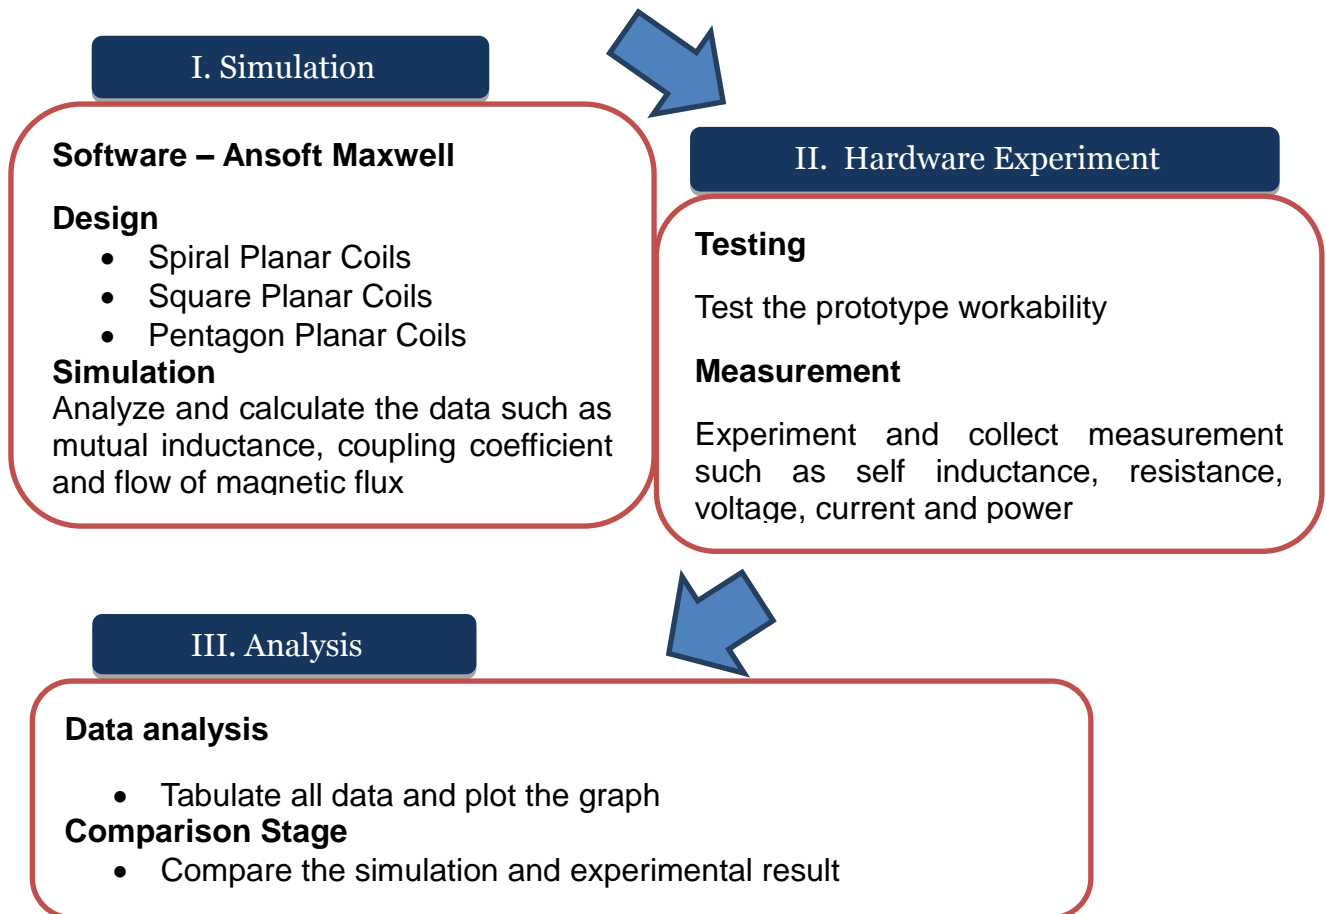 I. Simulation
Software – Ansoft Maxwell
Design
• Spiral Planar Coils
• Square Planar Coils
• Pentagon Planar Coils
Simulation
Analyze and calculate the data such as
mutual inductance, coupling coefficient
and flow of magnetic flux
II. Hardware Experiment
Testing
Test the prototype workability
Measurement
Experiment and collect measurement
such as self inductance, resistance,
voltage, current and power
III. Analysis
Data analysis
• Tabulate all data and plot the graph
Comparison Stage
• Compare the simulation and experimental result